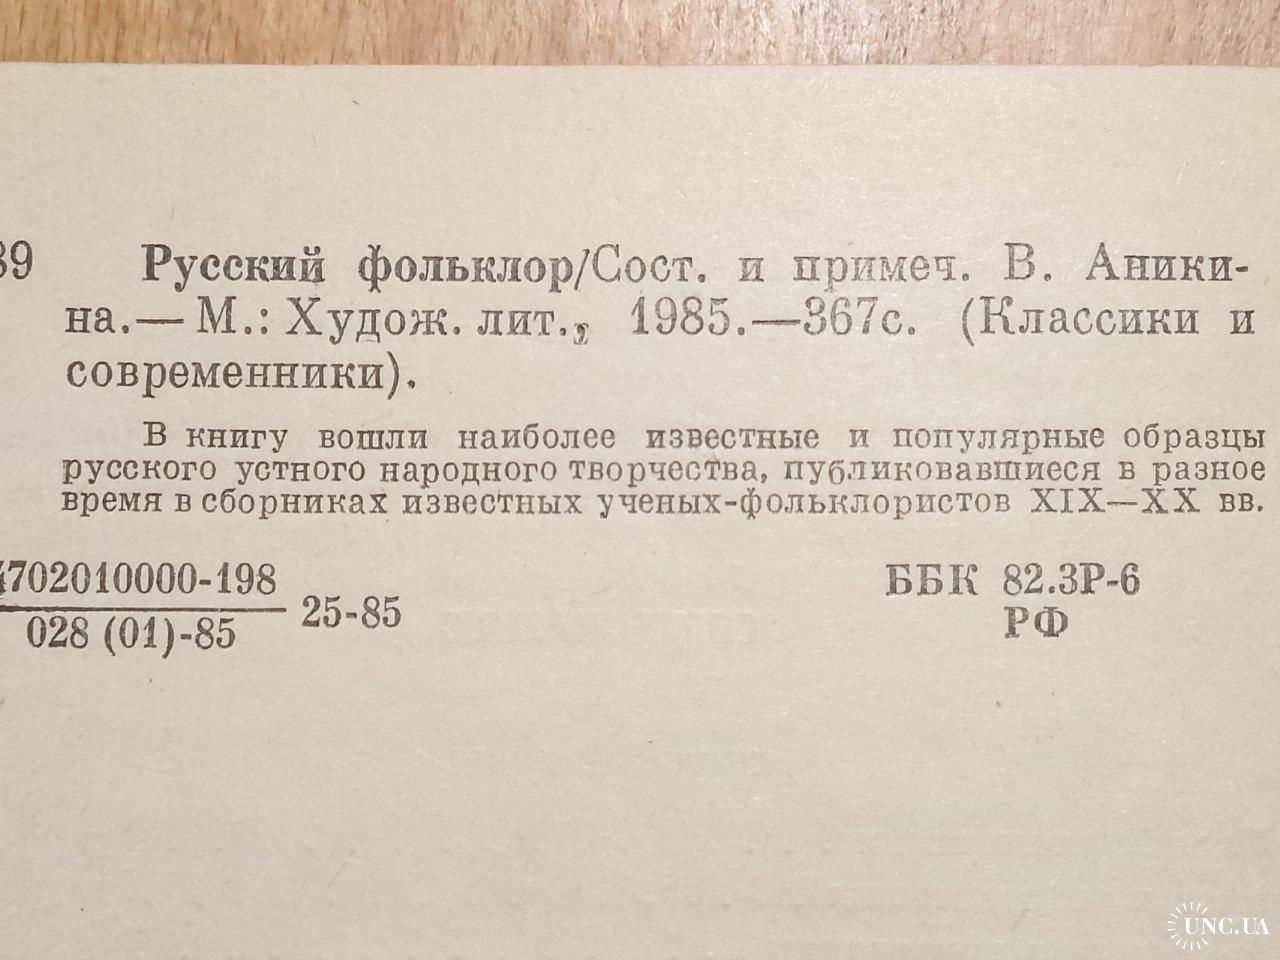 39 Русский фольклор/Сост. и примеч. В. Аники-
на.— М.: Худож. лит., 1985.—367с. (Классики и
современники).
В книгу вошли наиболее известные и популярные образцы
русского устного народного творчества, публиковавшиеся в разное
время в сборниках известных ученых-фольклористов XIX—XX вв.
4702010000-198
028 (01)-85
25-85
ББК 82.3Р-6
РФ
UNC.UA